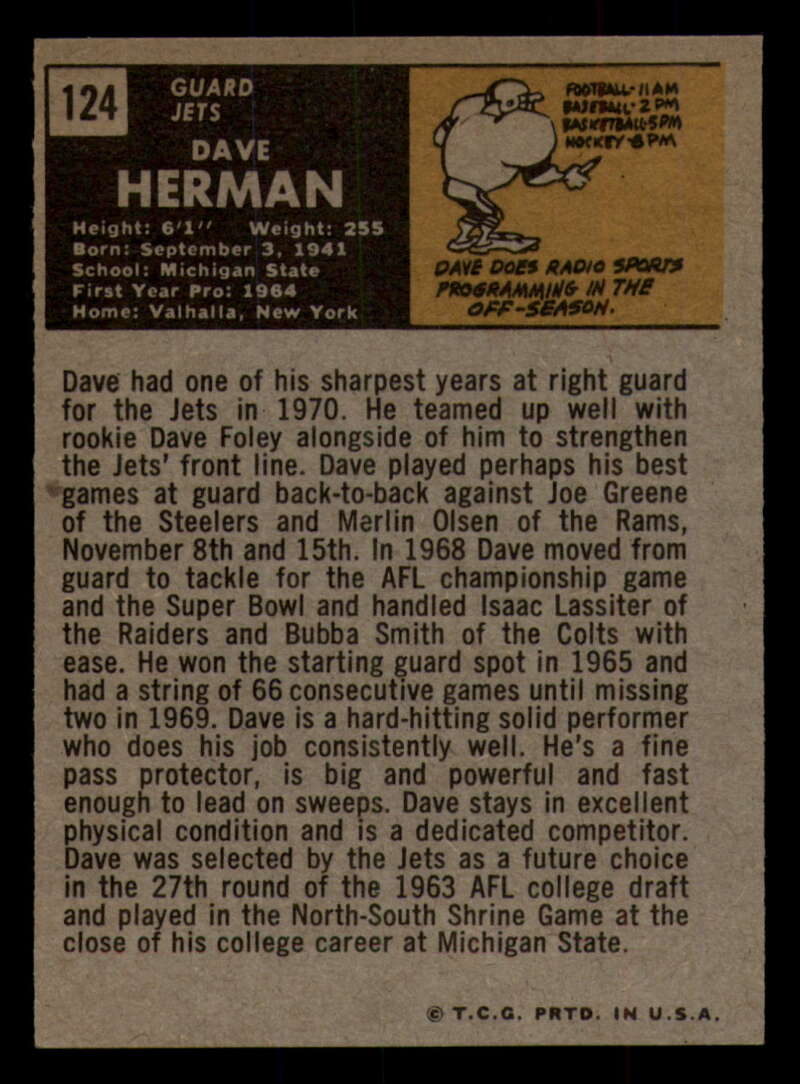 124
GUARD
JETS
DAVE
HERMAN
Height: 6'1" Weight: 255
Born: September 3, 1941
School: Michigan State
First Year Pro: 1964
Home: Valhalla, New York
FOOTBALL-11AM
BASEBALL-2PM
BASKETBALL-5PM
HOCKEY-8PM
DAVE DOES RADIO SPORTS
PROGRAMMING IN THE
OFF-SEASON.
Dave had one of his sharpest years at right guard
for the Jets in 1970. He teamed up well with
rookie Dave Foley alongside of him to strengthen
the Jets' front line. Dave played perhaps his best
games at guard back-to-back against Joe Greene
of the Steelers and Merlin Olsen of the Rams,
November 8th and 15th. In 1968 Dave moved from
guard to tackle for the AFL championship game
and the Super Bowl and handled Isaac Lassiter of
the Raiders and Bubba Smith of the Colts with
ease. He won the starting guard spot in 1965 and
had a string of 66 consecutive games until missing
two in 1969. Dave is a hard-hitting solid performer
who does his job consistently well. He's a fine
pass protector, is big and powerful and fast
enough to lead on sweeps. Dave stays in excellent
physical condition and is a dedicated competitor.
Dave was selected by the Jets as a future choice
in the 27th round of the 1963 AFL college draft
and played in the North-South Shrine Game at the
close of his college career at Michigan State.
© T.C.G. PRTD. IN U.S.A.